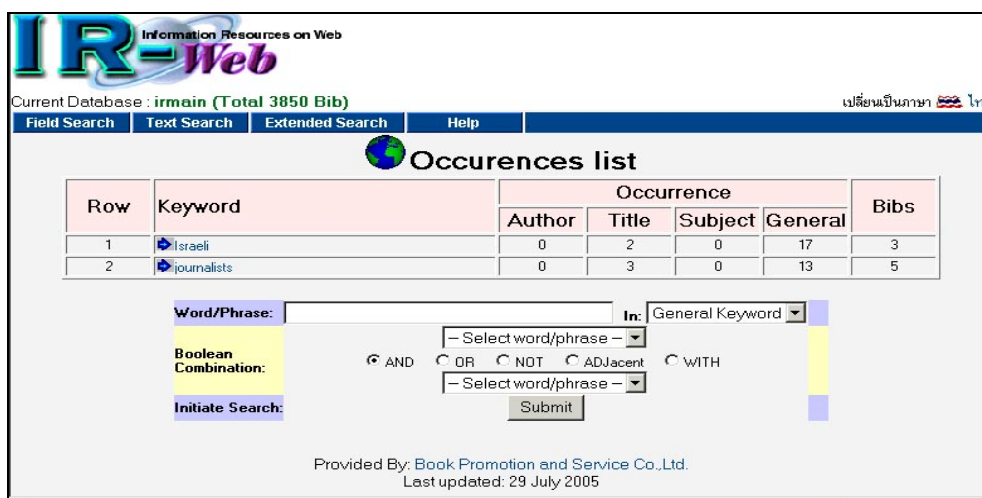 Information Resources on Web
IR-Web
Current Database : irmain (Total 3850 Bib) เปลี่ยนเป็นภาษา
Field Search Text Search Extended Search Help
Occurences list
Row Keyword Occurrence Bibs
Author Title Subject General
1 Israeli 0 2 0 17 3
2 journalists 0 3 0 13 5
Word/Phrase: In: General Keyword
-- Select word/phrase --
Boolean Combination: AND OR NOT ADJacent WITH
-- Select word/phrase --
Initiate Search: Submit
Provided By: Book Promotion and Service Co.,Ltd.
Last updated: 29 July 2005